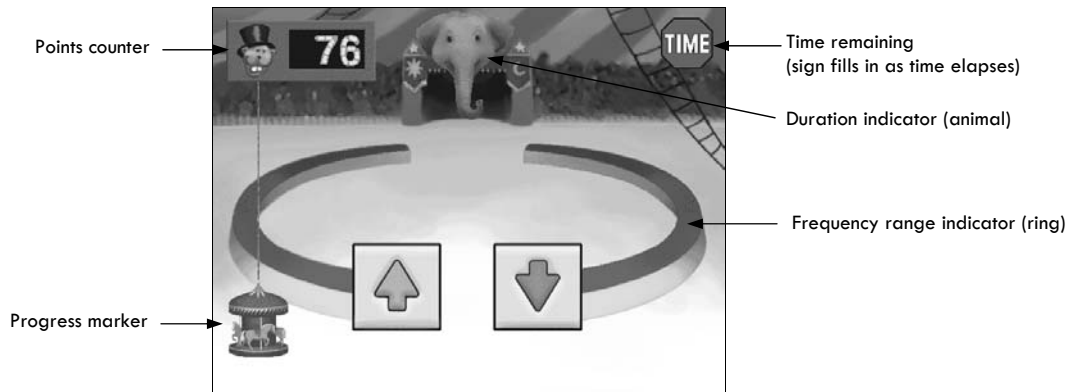 Points counter
76
TIME
Time remaining
(sign fills in as time elapses)
Duration indicator (animal)
Frequency range indicator (ring)
Progress marker